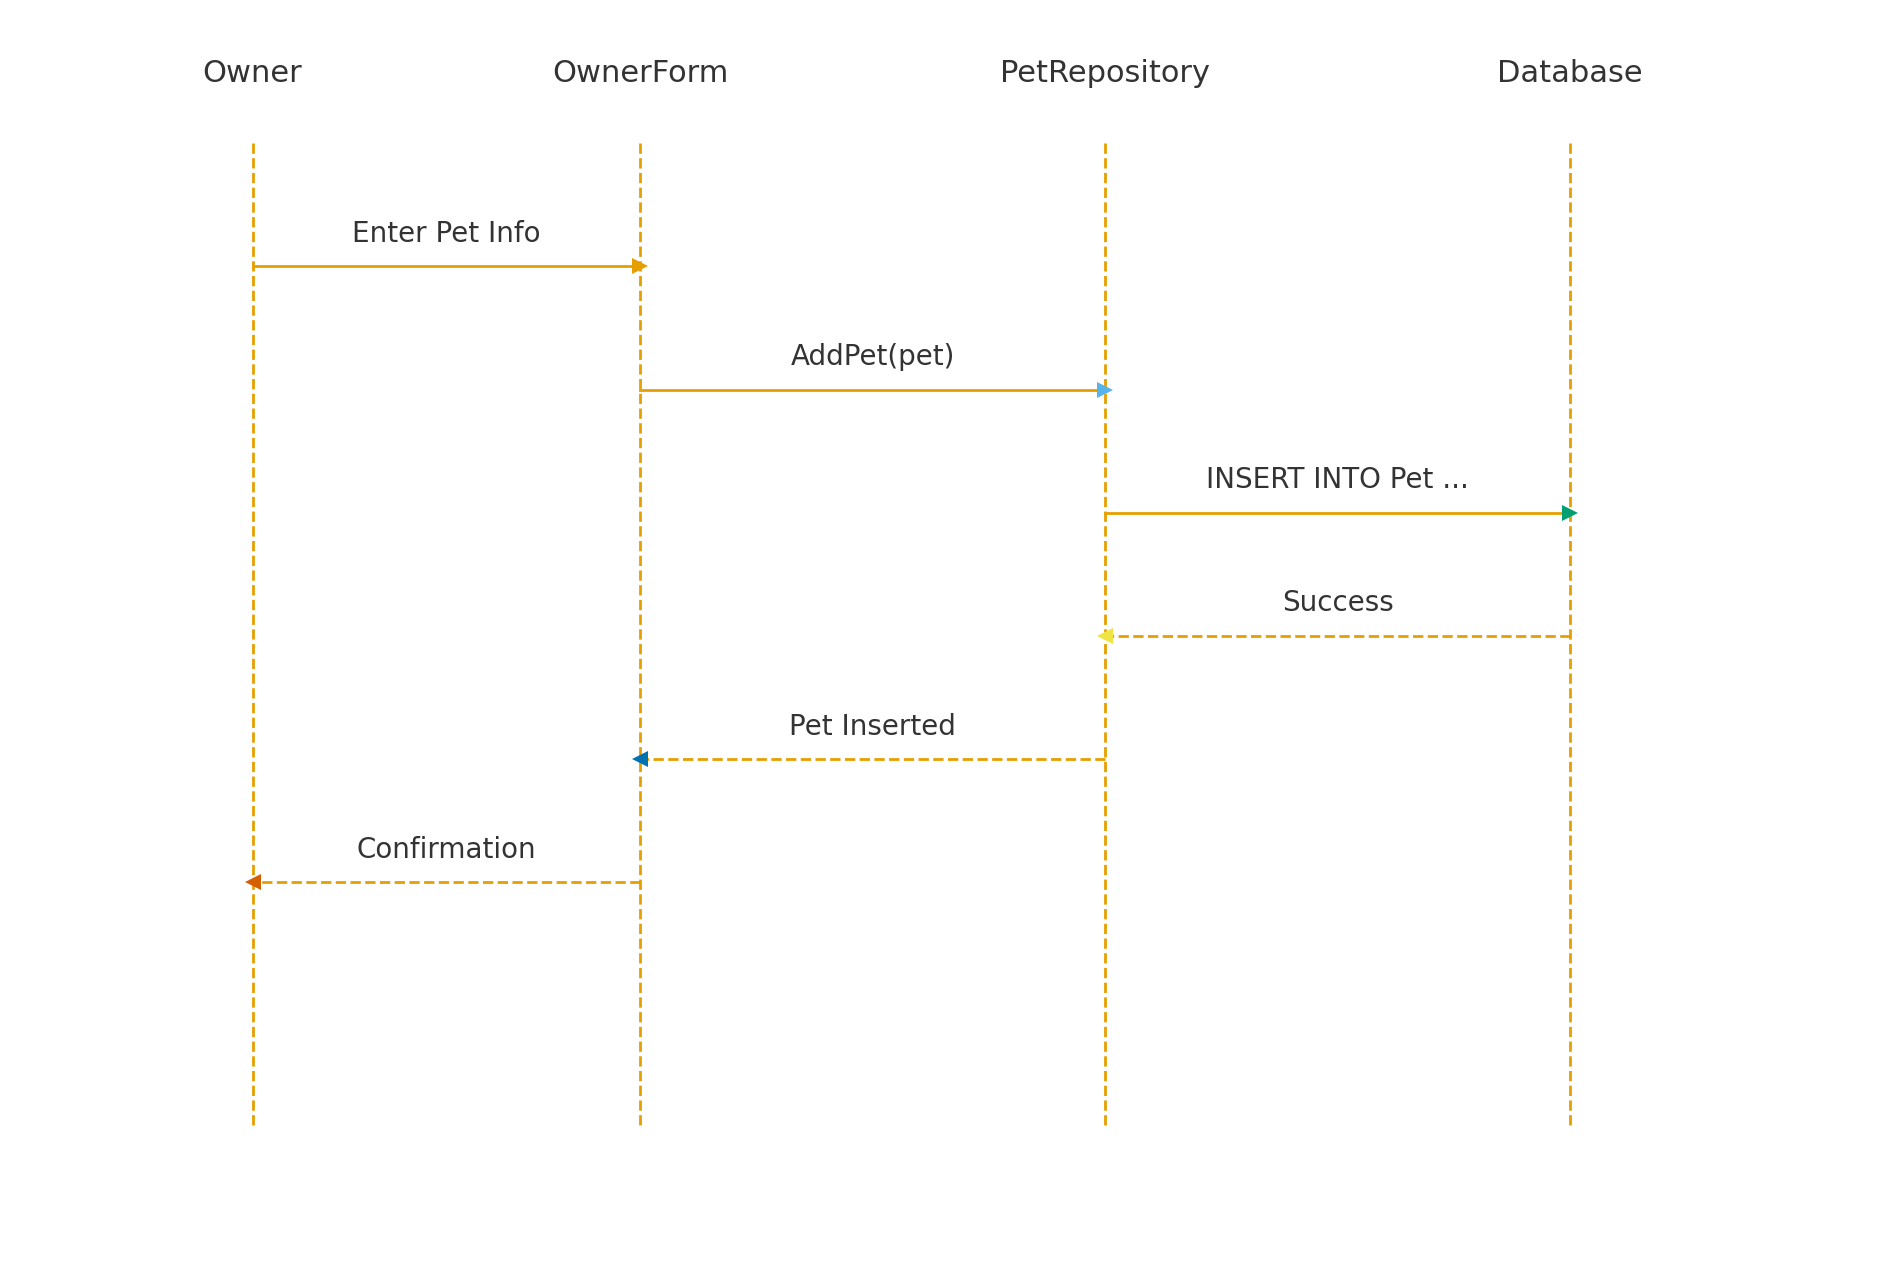 Owner
OwnerForm
PetRepository
Database
Enter Pet Info
AddPet(pet)
INSERT INTO Pet ...
Success
Pet Inserted
Confirmation